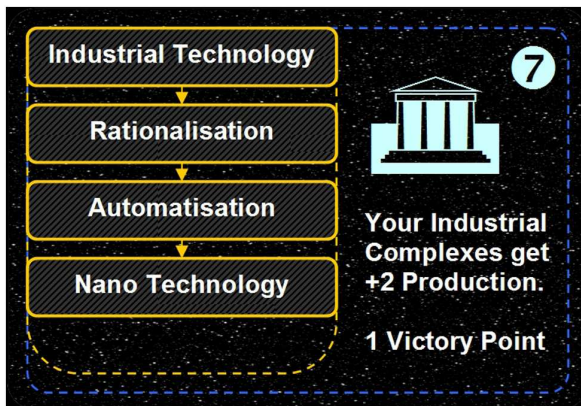 Industrial Technology
Rationalisation
Automatisation
Nano Technology
7
Your Industrial
Complexes get
+2 Production.
1 Victory Point